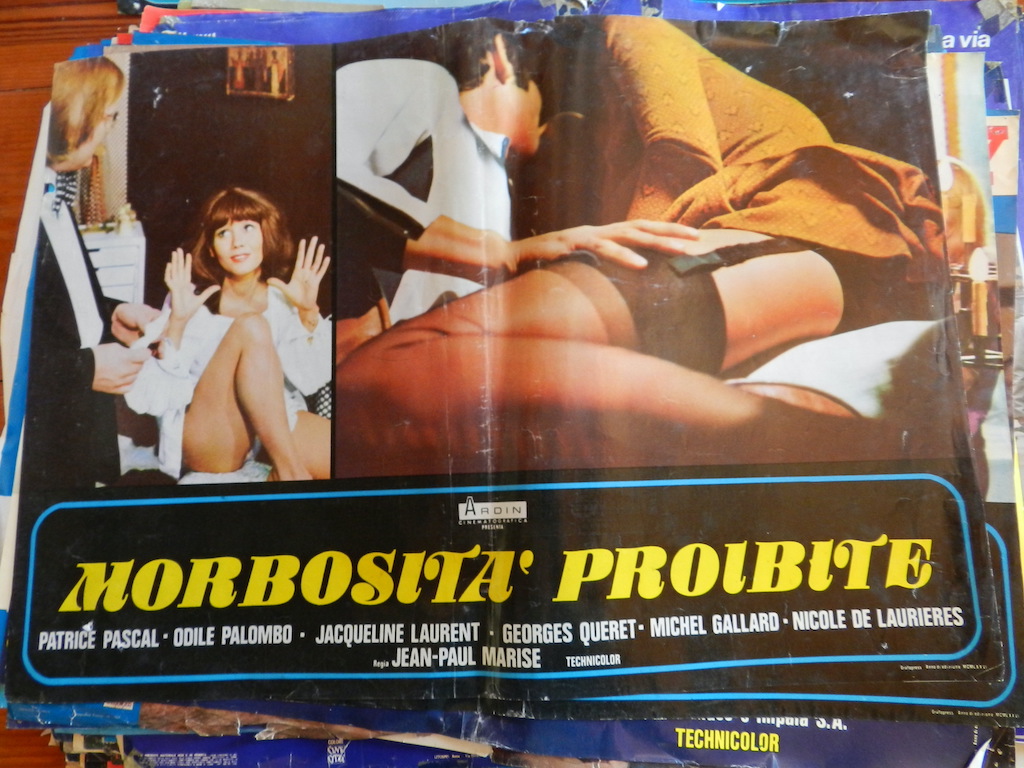 a via
ARDIN
CINEMATOGRAFICA
PRESENTA
MORBOSITA' PROIBITE
PATRICE PASCAL · ODILE PALOMBO · JACQUELINE LAURENT · GEORGES QUERET · MICHEL GALLARD · NICOLE DE LAURIERES
Regia JEAN-PAUL MARISE TECHNICOLOR
Impala S.A.
TECHNICOLOR